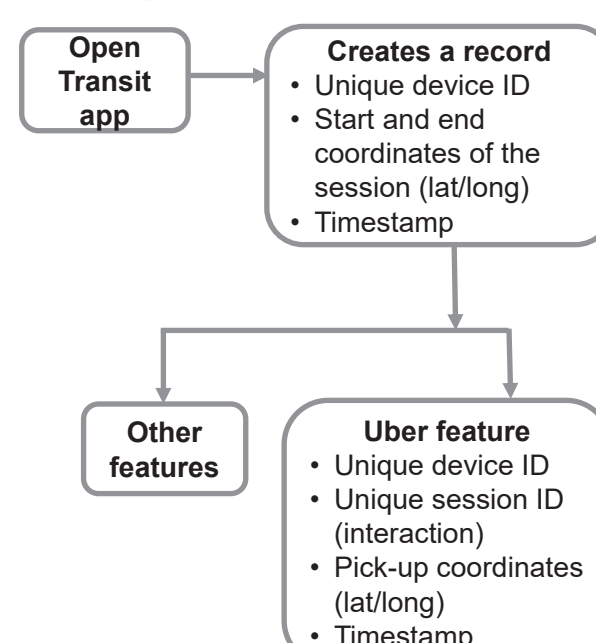 Open
Transit
app
Creates a record
• Unique device ID
• Start and end
coordinates of the
session (lat/long)
• Timestamp
Other
features
Uber feature
• Unique device ID
• Unique session ID
(interaction)
• Pick-up coordinates
(lat/long)
• Timestamp